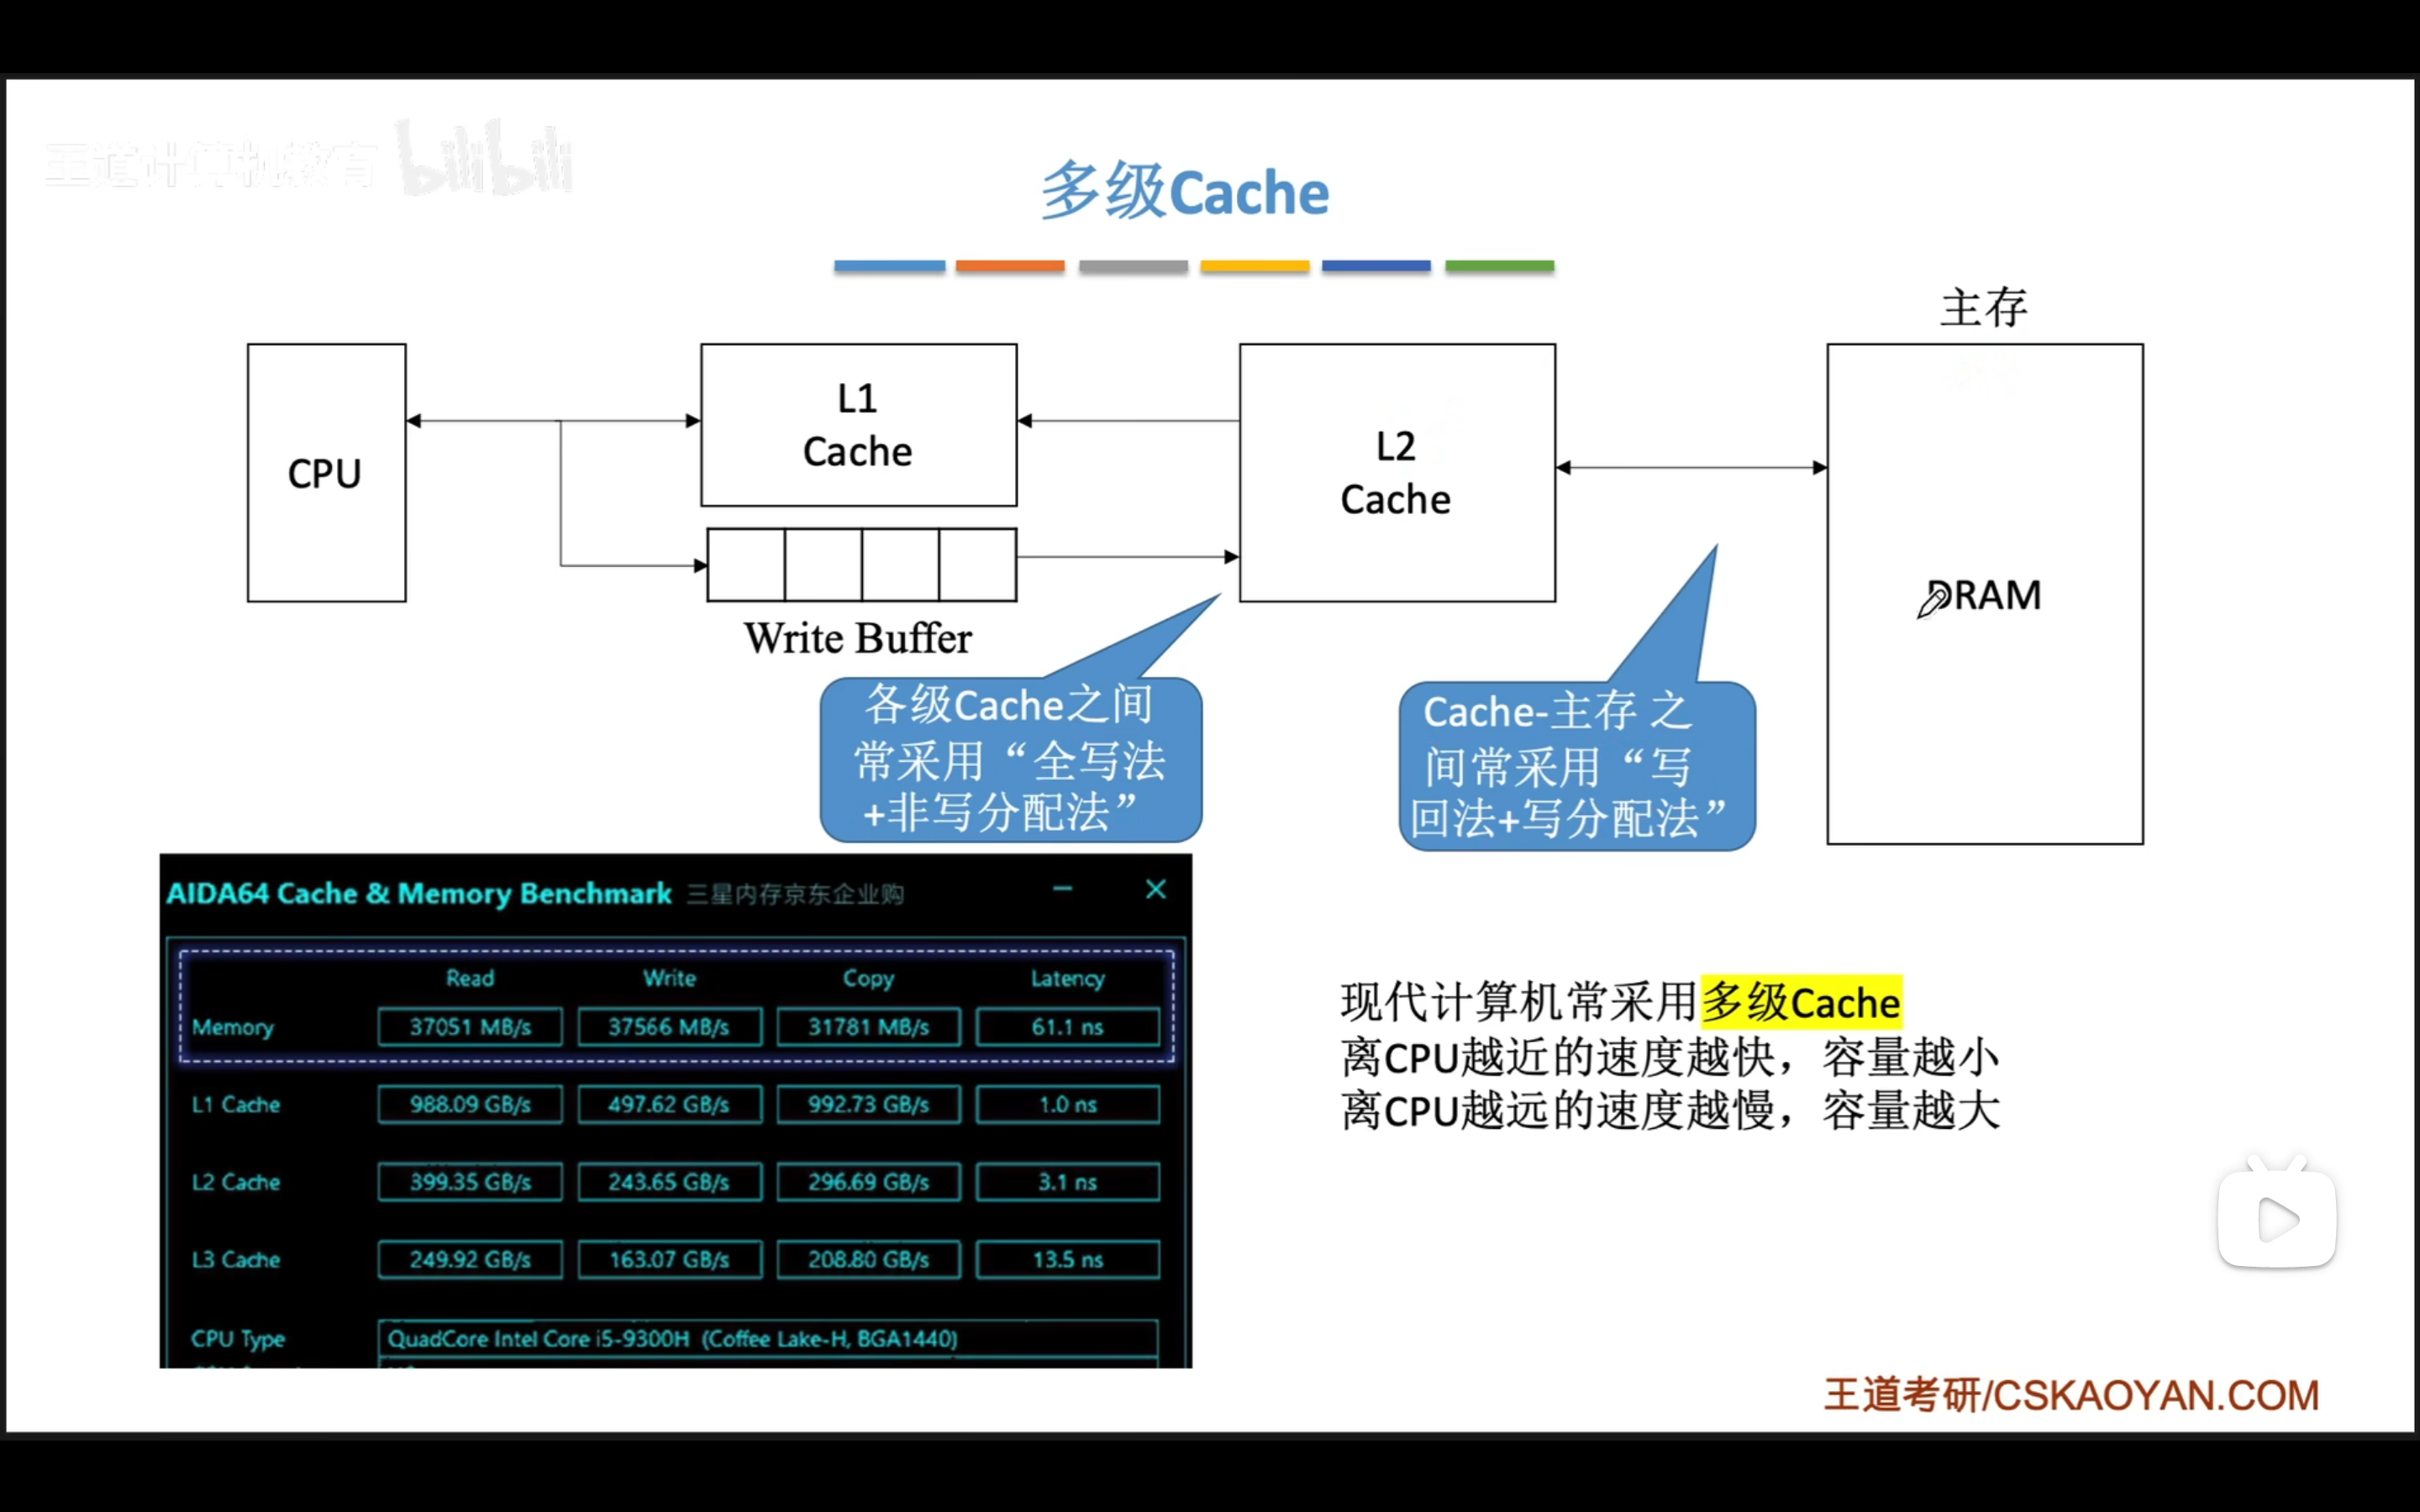 王道计算机教育 bilibili
多级Cache
主存
CPU
L1
Cache
L2
Cache
DRAM
Write Buffer
各级Cache之间
常采用“全写法
+非写分配法”
Cache-主存 之
间常采用“写
回法+写分配法”
AIDA64 Cache & Memory Benchmark 三星内存京东企业购
Read Write Copy Latency
Memory 37051 MB/s 37566 MB/s 31781 MB/s 61.1 ns
L1 Cache 988.09 GB/s 497.62 GB/s 992.73 GB/s 1.0 ns
L2 Cache 399.35 GB/s 243.65 GB/s 296.69 GB/s 3.1 ns
L3 Cache 249.92 GB/s 163.07 GB/s 208.80 GB/s 13.5 ns
CPU Type QuadCore Intel Core i5-9300H (Coffee Lake-H, BGA1440)
现代计算机常采用多级Cache
离CPU越近的速度越快，容量越小
离CPU越远的速度越慢，容量越大
王道考研/CSKAOYAN.COM